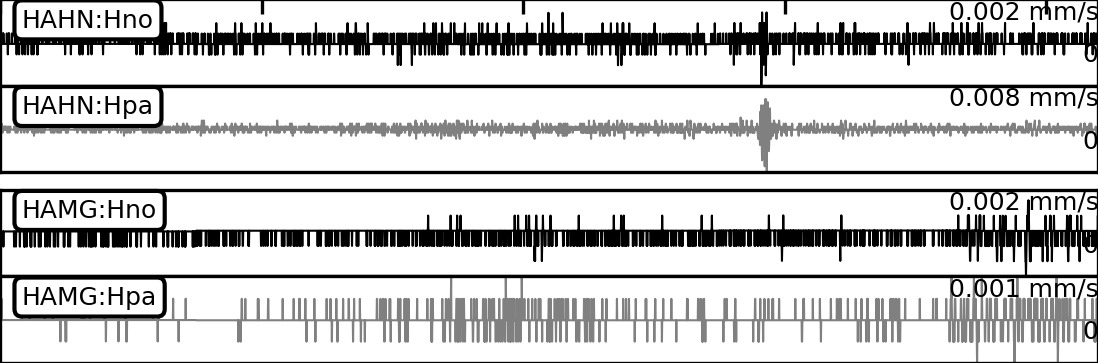 HAHN:Hno 0.002 mm/s
0
HAHN:Hpa 0.008 mm/s
0
HAMG:Hno 0.002 mm/s
0
HAMG:Hpa 0.001 mm/s
0